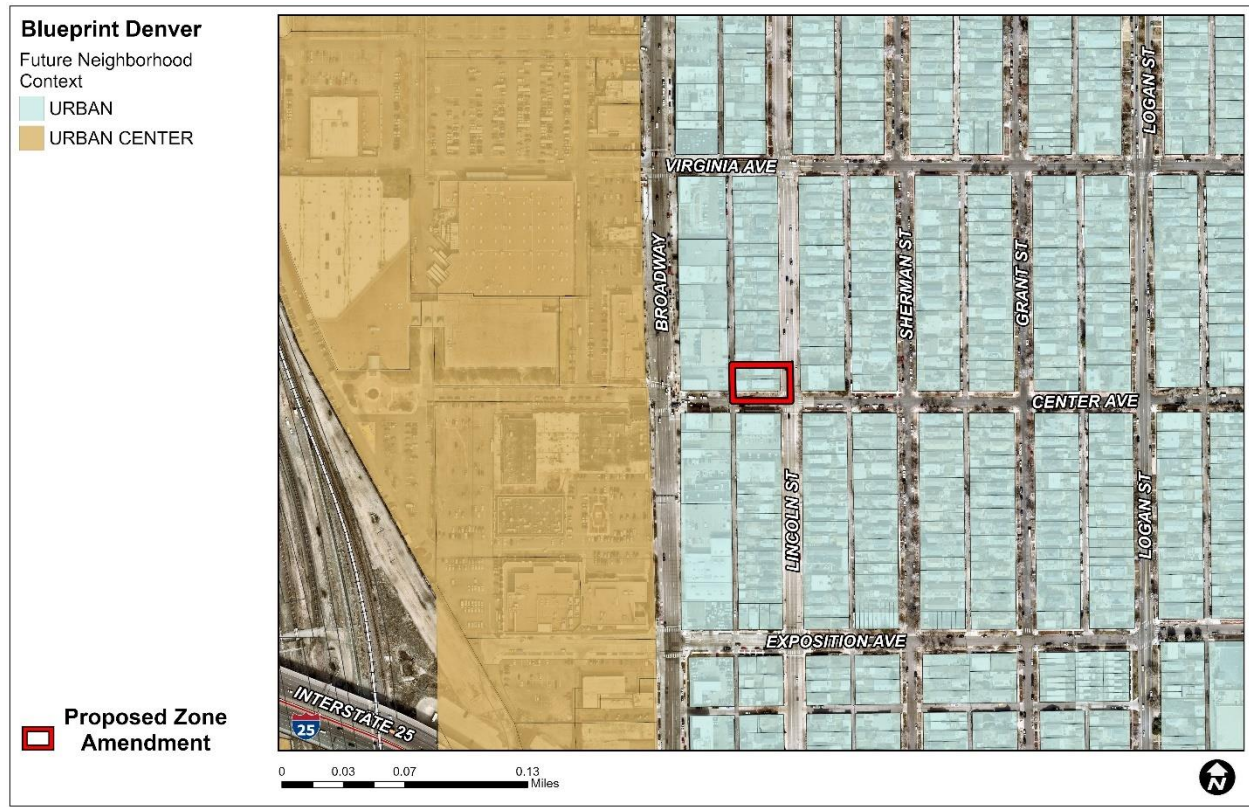 Blueprint Denver
Future Neighborhood
Context
URBAN
URBAN CENTER
Proposed Zone
Amendment
LOGAN ST
VIRGINIA AVE
BROADWAY
SHERMAN ST
GRANT ST
CENTER AVE
LINCOLN ST
LOGAN ST
EXPOSITION AVE
INTERSTATE 25
25
0 0.03 0.07 0.13
Miles
N